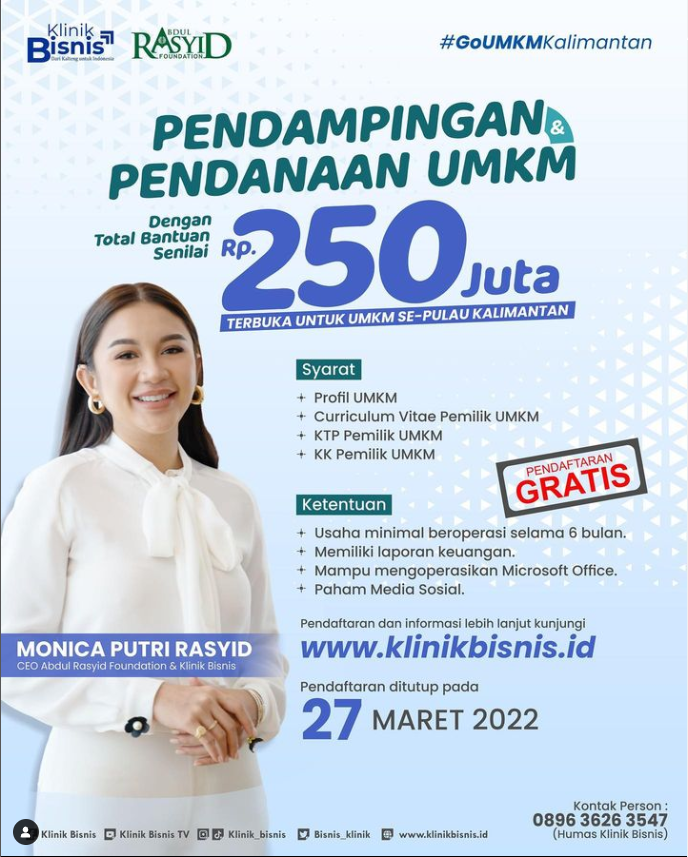 Klinik
Bisnis
Dari Kalteng untuk Indonesia
ABDUL
RASYID
FOUNDATION
#GoUMKMKalimantan
PENDAMPINGAN &
PENDANAAN UMKM
Dengan
Total Bantuan
Senilai
Rp. 250 Juta
TERBUKA UNTUK UMKM SE-PULAU KALIMANTAN
Syarat
+ Profil UMKM
+ Curriculum Vitae Pemilik UMKM
+ KTP Pemilik UMKM
+ KK Pemilik UMKM
PENDAFTARAN
GRATIS
Ketentuan
+ Usaha minimal beroperasi selama 6 bulan.
+ Memiliki laporan keuangan.
+ Mampu mengoperasikan Microsoft Office.
+ Paham Media Sosial.
Pendaftaran dan informasi lebih lanjut kunjungi
www.klinikbisnis.id
MONICA PUTRI RASYID
CEO Abdul Rasyid Foundation & Klinik Bisnis
Pendaftaran ditutup pada
27 MARET 2022
Kontak Person :
0896 3626 3547
(Humas Klinik Bisnis)
Klinik Bisnis Klinik Bisnis TV Klinik_bisnis Bisnis_klinik www.klinikbisnis.id